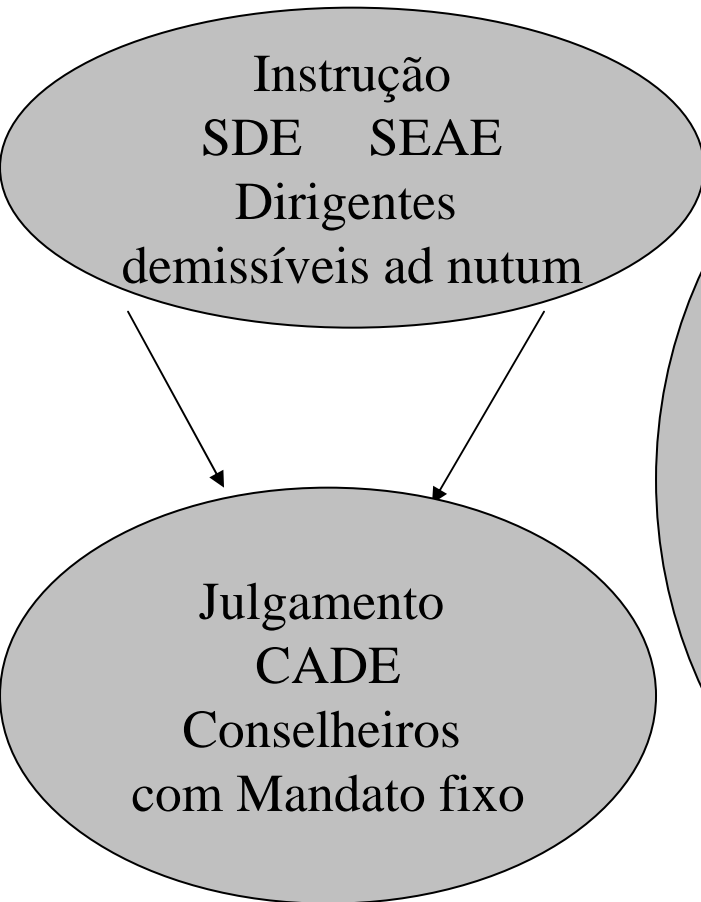 Instrução
SDE SEAE
Dirigentes
demissíveis ad nutum
Julgamento
CADE
Conselheiros
com Mandato fixo